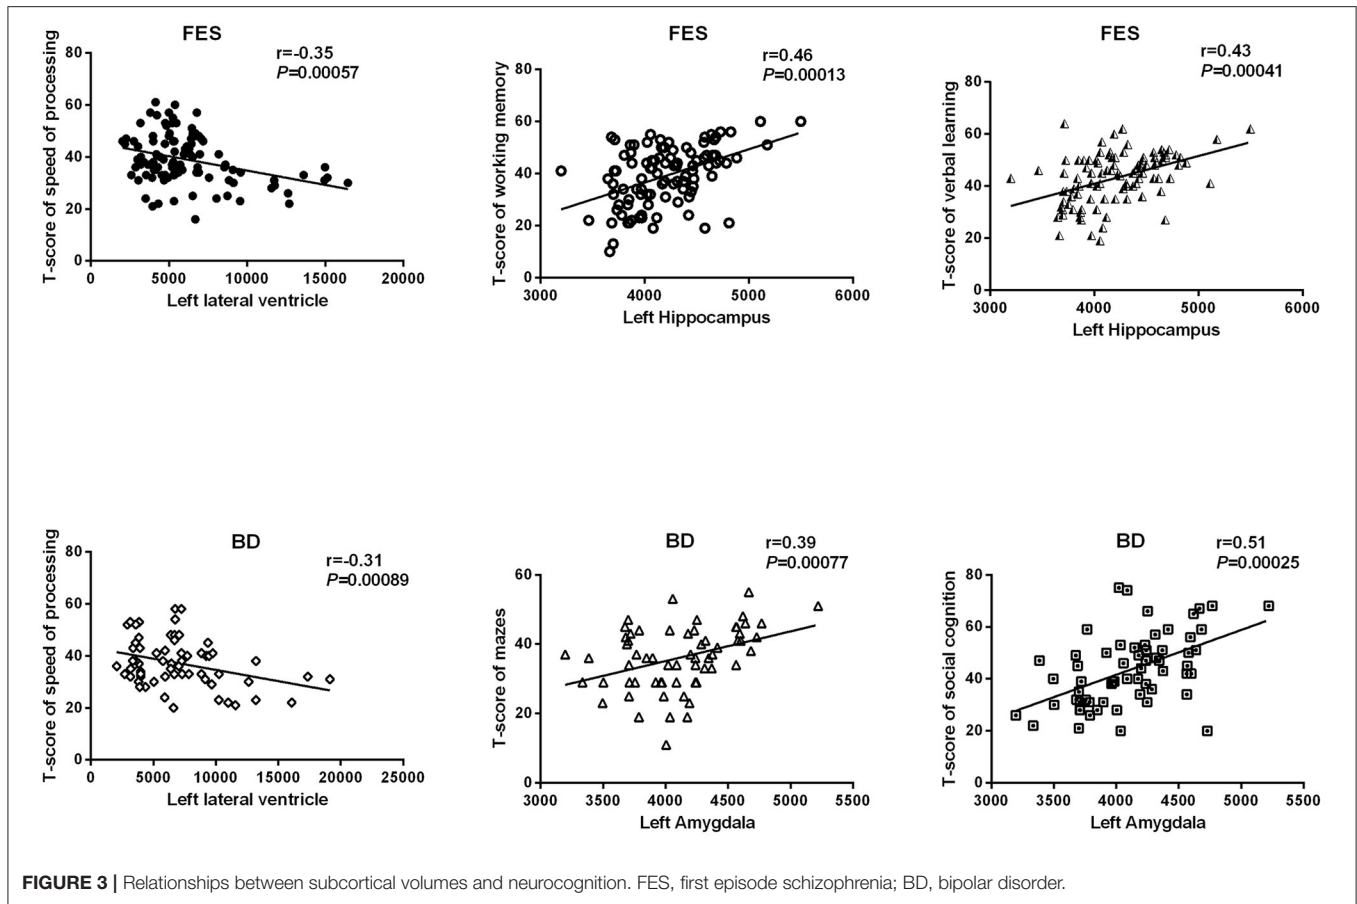 FES
r=-0.35
P=0.00057
T-score of speed of processing
80
60
40
20
0
0 5000 10000 15000 20000
Left lateral ventricle
FES
r=0.46
P=0.00013
T-score of working memory
80
60
40
20
0
3000 4000 5000 6000
Left Hippocampus
FES
r=0.43
P=0.00041
T-score of verbal learning
80
60
40
20
0
3000 4000 5000 6000
Left Hippocampus
BD
r=-0.31
P=0.00089
T-score of speed of processing
80
60
40
20
0
0 5000 10000 15000 20000 25000
Left lateral ventricle
BD
r=0.39
P=0.00077
T-score of mazes
60
40
20
0
3000 3500 4000 4500 5000 5500
Left Amygdala
BD
r=0.51
P=0.00025
T-score of social cognition
80
60
40
20
0
3000 3500 4000 4500 5000 5500
Left Amygdala
FIGURE 3 | Relationships between subcortical volumes and neurocognition. FES, first episode schizophrenia; BD, bipolar disorder.